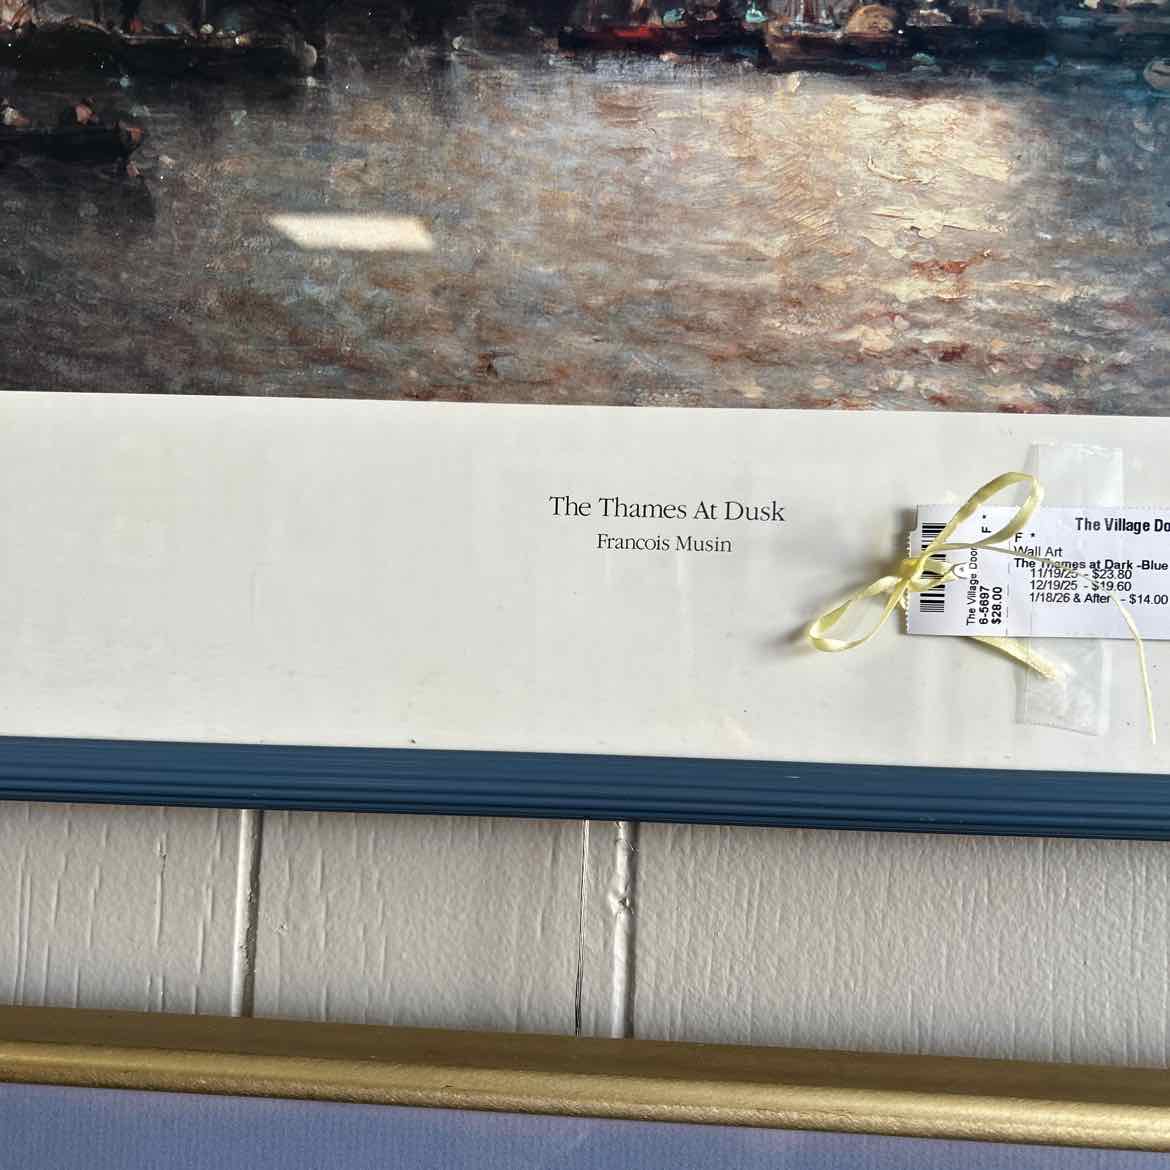 The Thames At Dusk
Francois Musin
The Village Door
6-5697
$28.00
F *
The Village Do
F *
Wall Art
The Thames at Dark -Blue
11/19/25 - $23.80
12/19/25 - $19.60
1/18/26 & After - $14.00